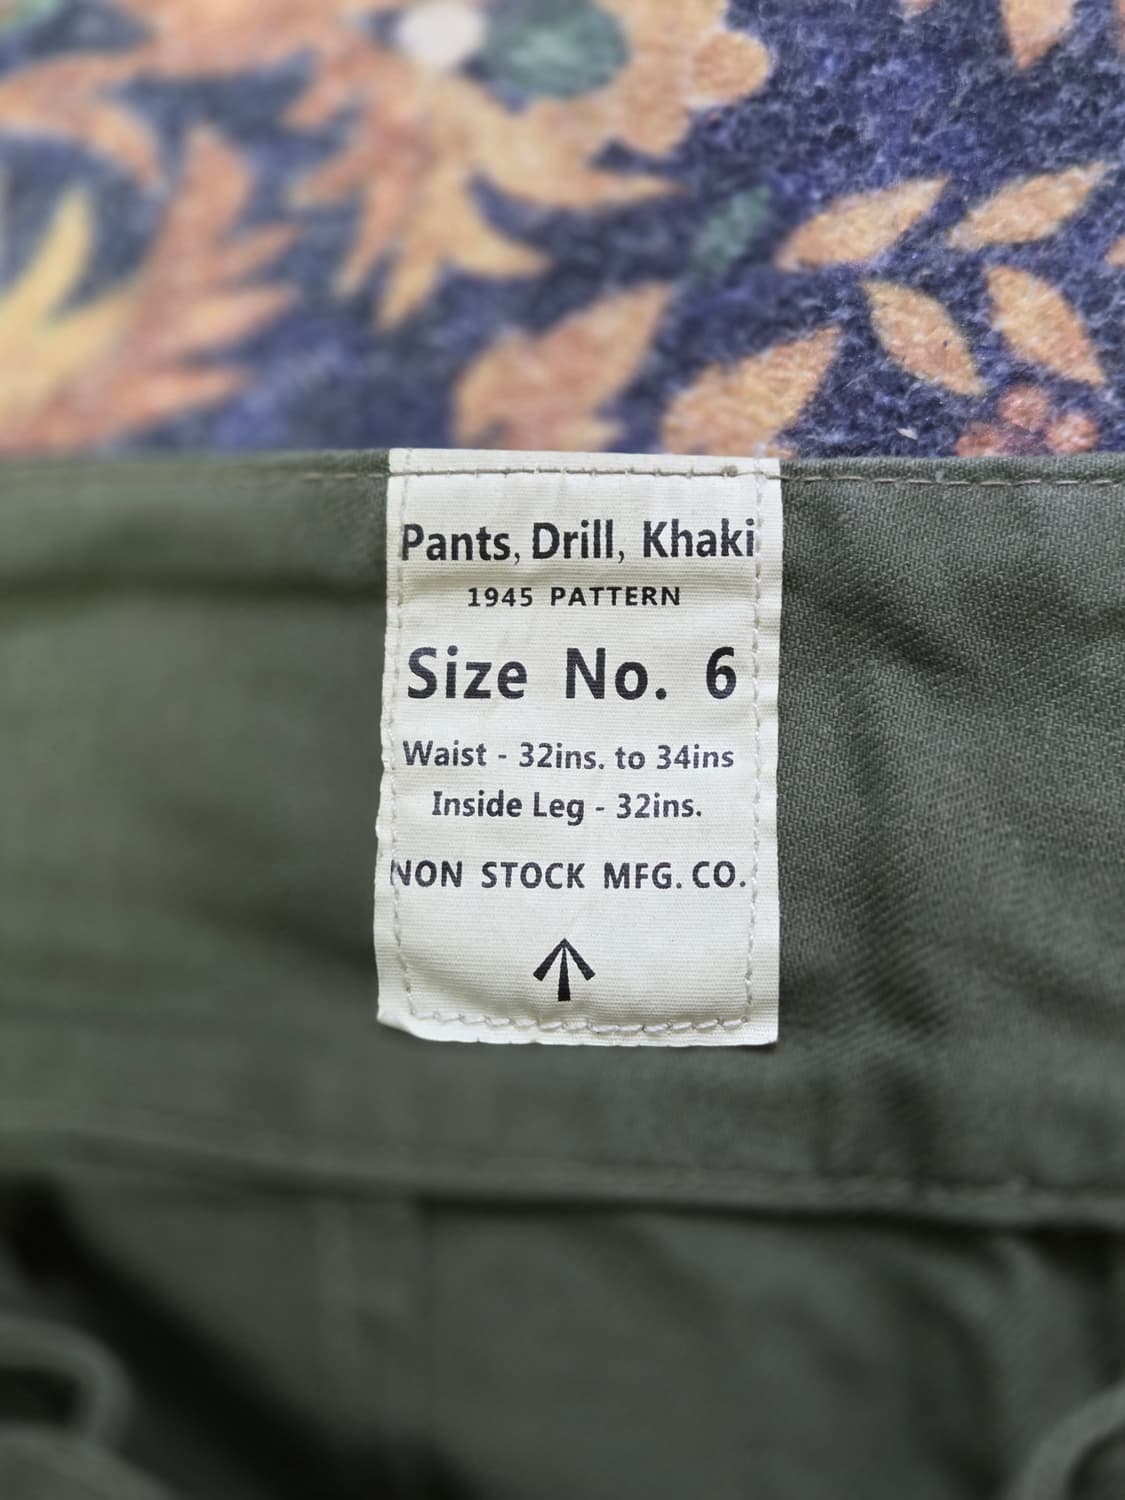 Pants, Drill, Khaki
1945 PATTERN
Size No. 6
Waist - 32ins. to 34ins
Inside Leg - 32ins.
NON STOCK MFG. CO.